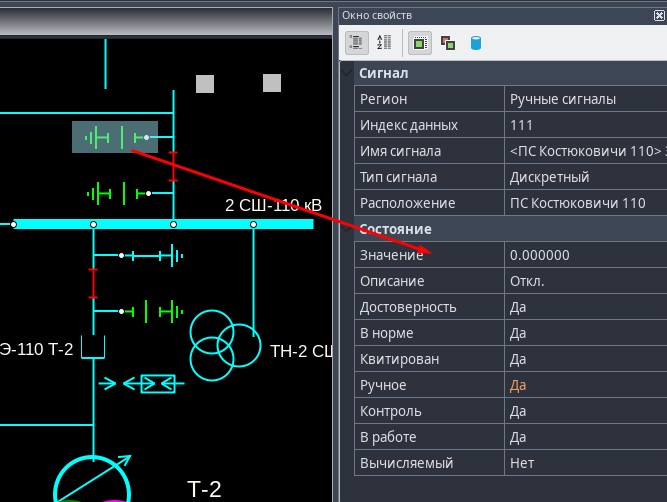 Окно свойств
Сигнал
Регион Ручные сигналы
Индекс данных 111
Имя сигнала <ПС Костюковичи 110>
Тип сигнала Дискретный
Расположение ПС Костюковичи 110
Состояние
Значение 0.000000
Описание Откл.
Достоверность Да
В норме Да
Квитирован Да
Ручное Да
Контроль Да
В работе Да
Вычисляемый Нет
2 СШ-110 кВ
Э-110 Т-2
ТН-2 СШ
Т-2